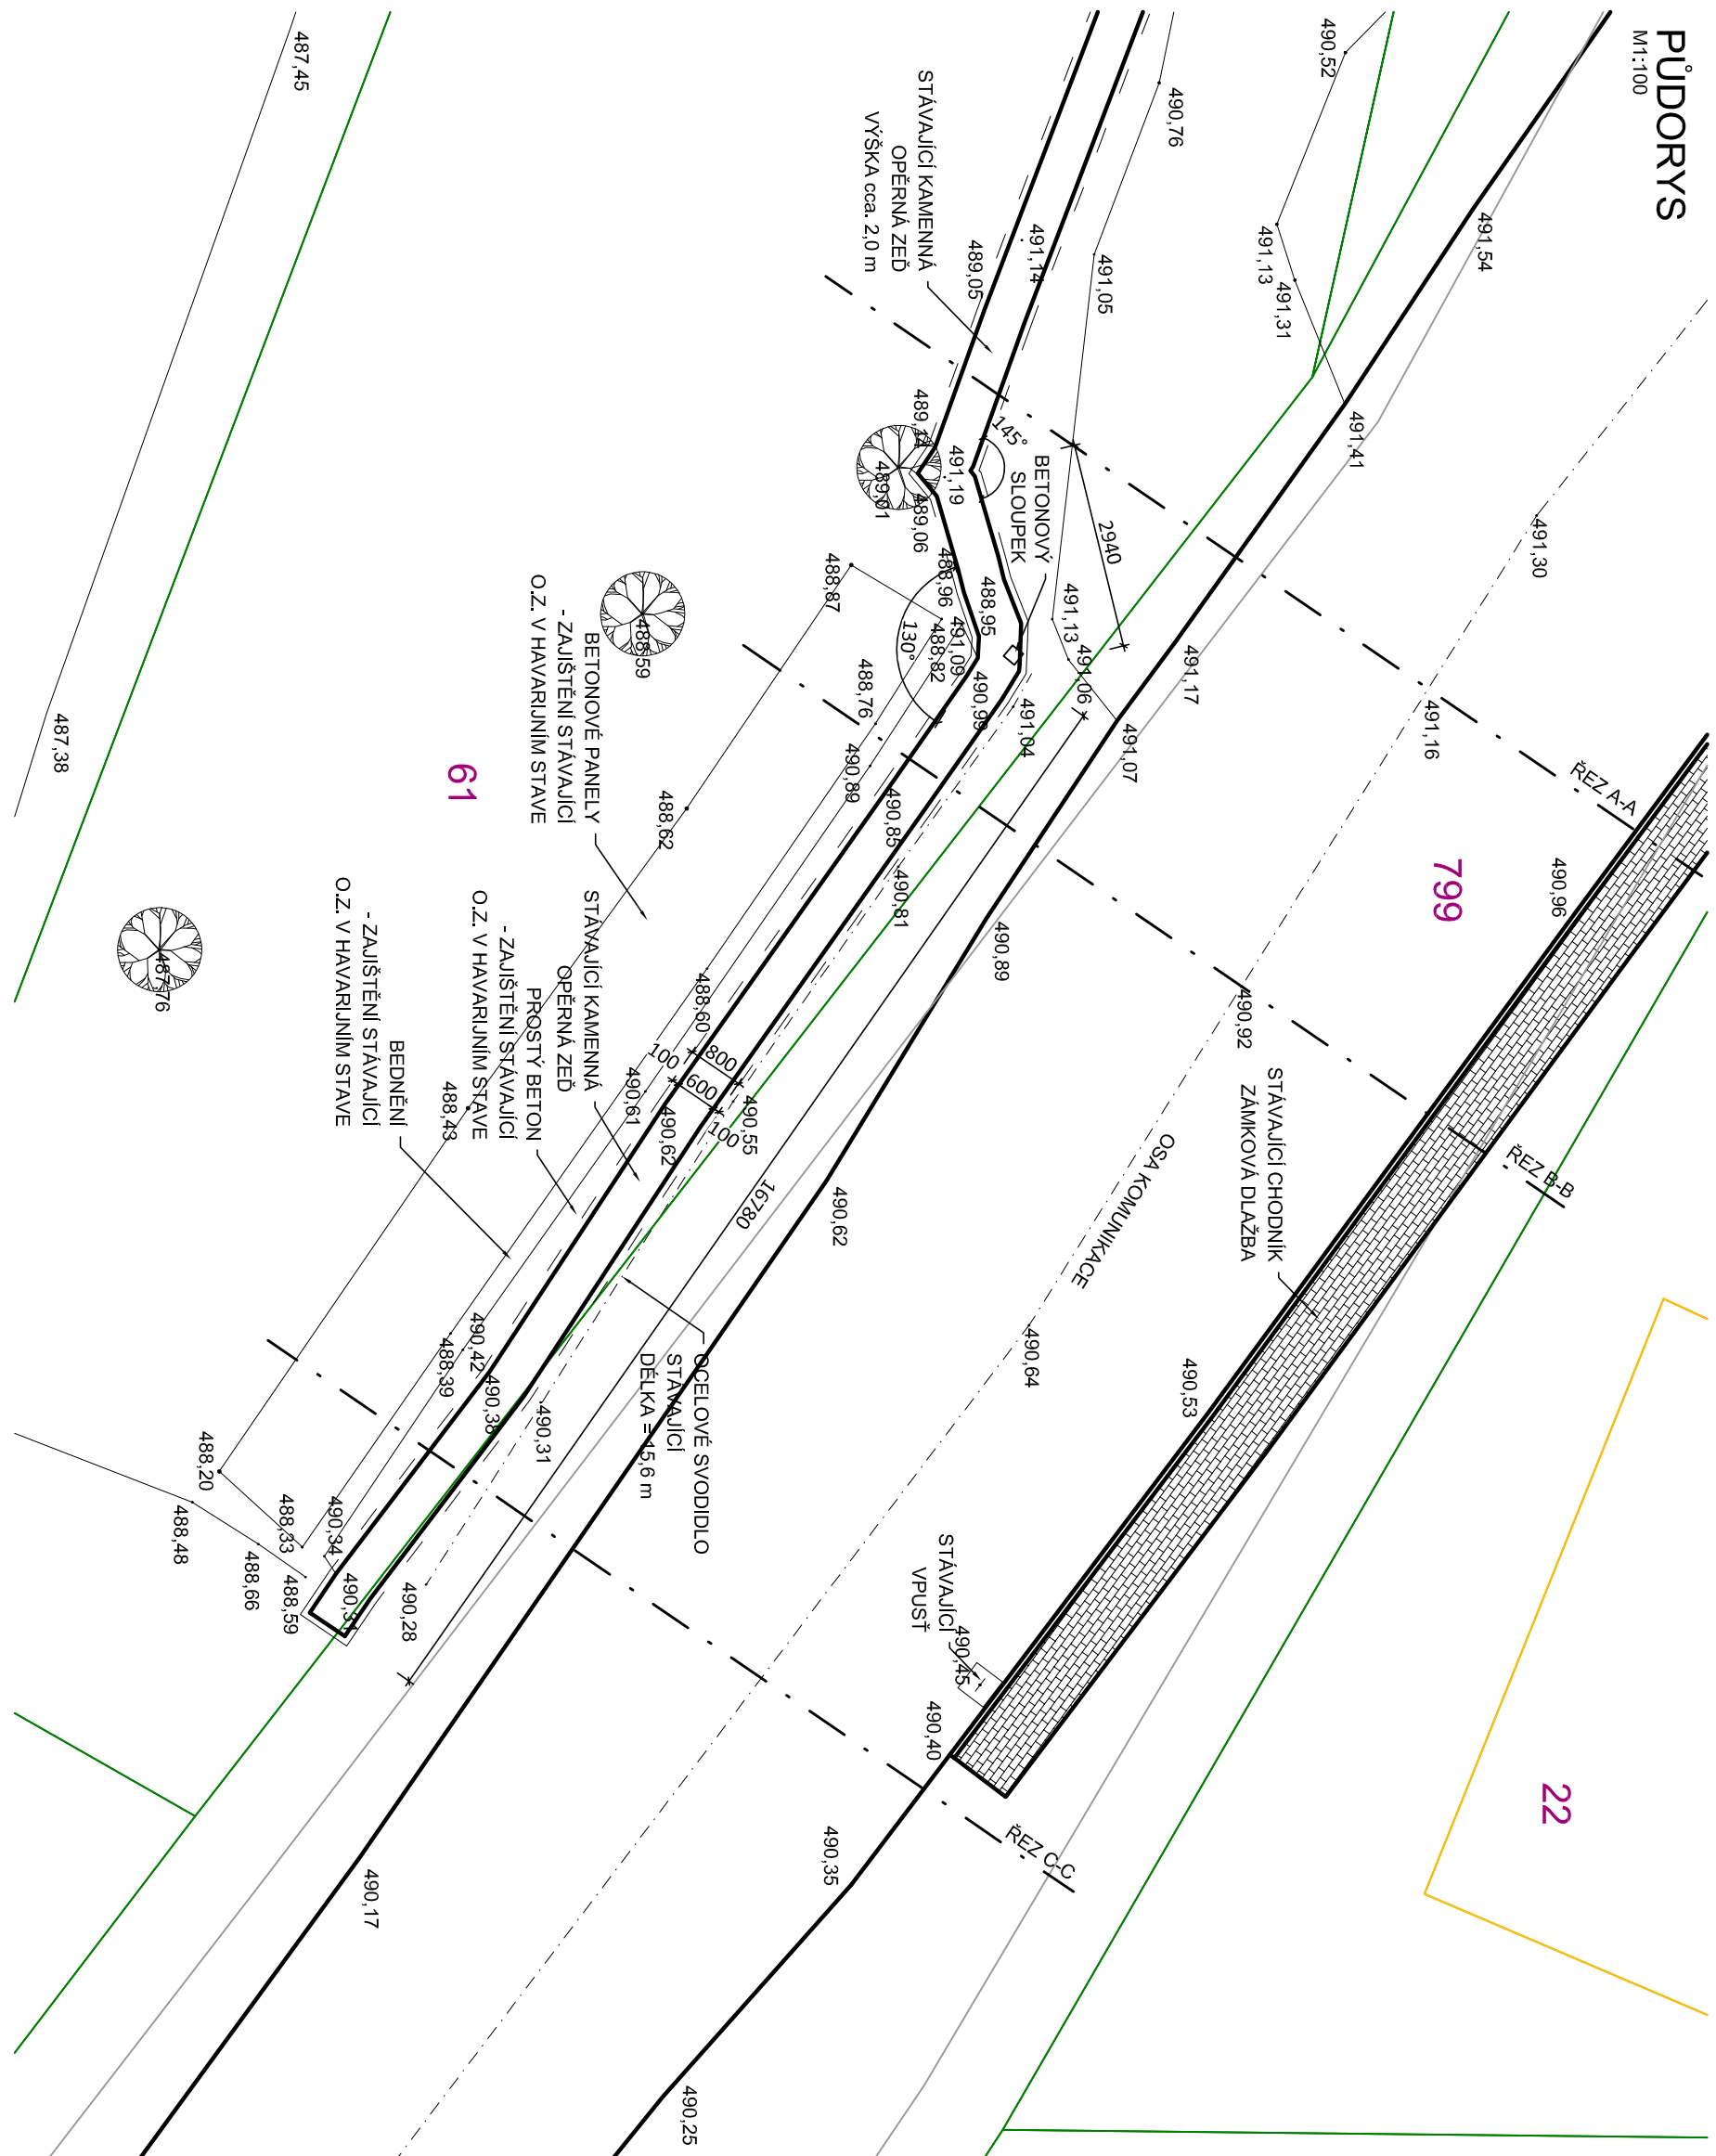 PŮDORYS
M1:100
491,54
491,30
491,16
ŘEZ A-A
490,96
799
490,52
491,13
491,31
491,41
491,17
491,07
490,89
490,92
STÁVAJÍCÍ CHODNÍK
ZÁMKOVÁ DLAŽBA
ŘEZ B-B
22
490,76
491,05
491,14
489,05
STÁVAJÍCÍ KAMENNÁ
OPĚRNÁ ZEĎ
VÝŠKA cca. 2,0 m
145°
BETONOVÝ
SLOUPEK
2940
491,13
491,06
491,04
489,14
491,19
489,01
489,06
488,96
488,95
491,09
488,82
130°
490,99
488,87
488,76
490,89
490,85
490,81
488,59
BETONOVÉ PANELY
- ZAJIŠTĚNÍ STÁVAJÍCÍ
O.Z. V HAVARIJNÍM STAVE
488,62
61
487,45
487,38
487,76
STÁVAJÍCÍ KAMENNÁ
OPĚRNÁ ZEĎ
PROSTÝ BETON
- ZAJIŠTĚNÍ STÁVAJÍCÍ
O.Z. V HAVARIJNÍM STAVE
BEDNĚNÍ
- ZAJIŠTĚNÍ STÁVAJÍCÍ
O.Z. V HAVARIJNÍM STAVE
488,60
100
800
600
100
490,55
490,61
490,62
488,43
16780
490,62
OSA KOMUNIKACE
490,64
490,53
OCELOVÉ SVODIDLO
STÁVAJÍCÍ
DÉLKA = 15,6 m
490,42
488,39
490,38
490,31
488,20
488,48
488,33
490,34
488,66
488,59
490,31
490,28
STÁVAJÍCÍ
VPUSŤ
490,45
490,40
490,35
ŘEZ C-C
490,17
490,25